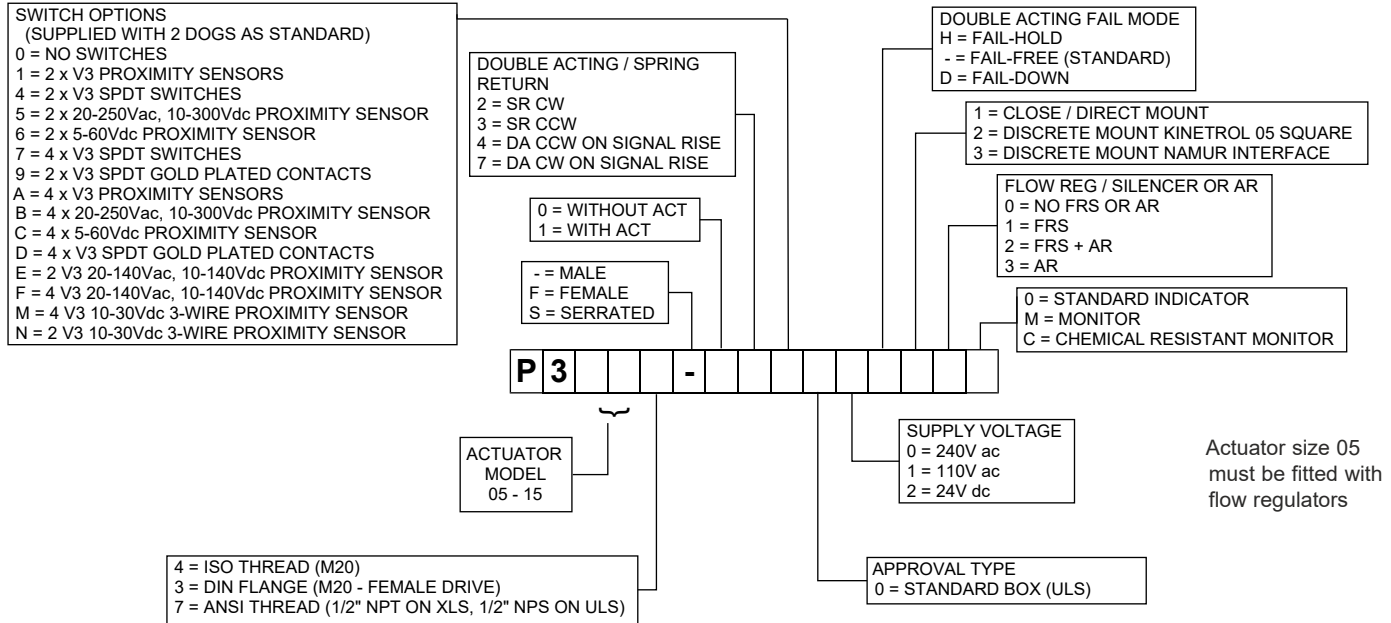 SWITCH OPTIONS
(SUPPLIED WITH 2 DOGS AS STANDARD)
0 = NO SWITCHES
1 = 2 x V3 PROXIMITY SENSORS
4 = 2 x V3 SPDT SWITCHES
5 = 2 x 20-250Vac, 10-300Vdc PROXIMITY SENSOR
6 = 2 x 5-60Vdc PROXIMITY SENSOR
7 = 4 x V3 SPDT SWITCHES
9 = 2 x V3 SPDT GOLD PLATED CONTACTS
A = 4 x V3 PROXIMITY SENSORS
B = 4 x 20-250Vac, 10-300Vdc PROXIMITY SENSOR
C = 4 x 5-60Vdc PROXIMITY SENSOR
D = 4 x V3 SPDT GOLD PLATED CONTACTS
E = 2 V3 20-140Vac, 10-140Vdc PROXIMITY SENSOR
F = 4 V3 20-140Vac, 10-140Vdc PROXIMITY SENSOR
M = 4 V3 10-30Vdc 3-WIRE PROXIMITY SENSOR
N = 2 V3 10-30Vdc 3-WIRE PROXIMITY SENSOR
DOUBLE ACTING / SPRING
RETURN
2 = SR CW
3 = SR CCW
4 = DA CCW ON SIGNAL RISE
7 = DA CW ON SIGNAL RISE
0 = WITHOUT ACT
1 = WITH ACT
- = MALE
F = FEMALE
S = SERRATED
DOUBLE ACTING FAIL MODE
H = FAIL-HOLD
- = FAIL-FREE (STANDARD)
D = FAIL-DOWN
1 = CLOSE / DIRECT MOUNT
2 = DISCRETE MOUNT KINETROL 05 SQUARE
3 = DISCRETE MOUNT NAMUR INTERFACE
FLOW REG / SILENCER OR AR
0 = NO FRS OR AR
1 = FRS
2 = FRS + AR
3 = AR
0 = STANDARD INDICATOR
M = MONITOR
C = CHEMICAL RESISTANT MONITOR
P 3 -
ACTUATOR
MODEL
05 - 15
SUPPLY VOLTAGE
0 = 240V ac
1 = 110V ac
2 = 24V dc
Actuator size 05
must be fitted with
flow regulators
4 = ISO THREAD (M20)
3 = DIN FLANGE (M20 - FEMALE DRIVE)
7 = ANSI THREAD (1/2" NPT ON XLS, 1/2" NPS ON ULS)
APPROVAL TYPE
0 = STANDARD BOX (ULS)